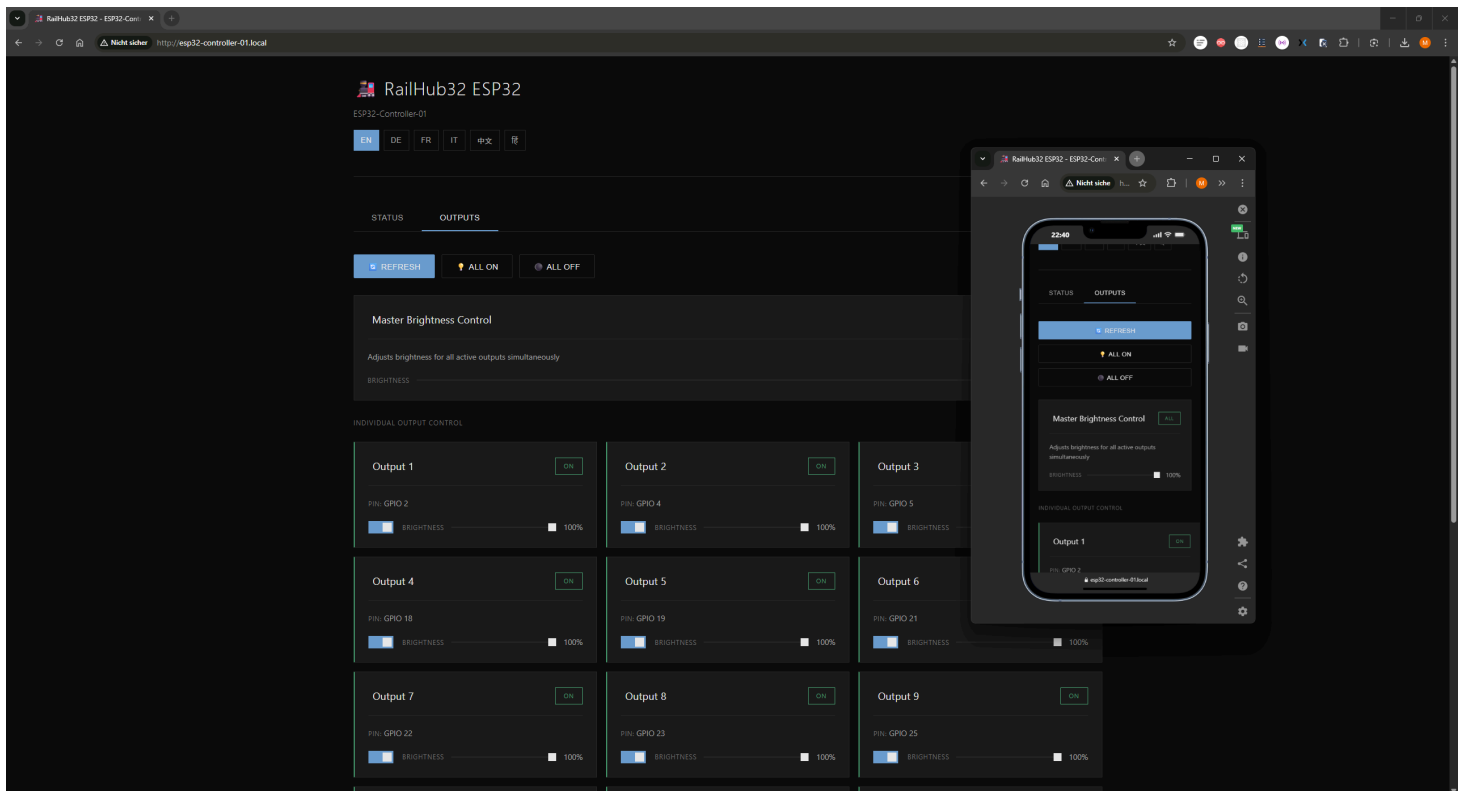 RailHub32 ESP32 - ESP32-Cont
Nicht sicher http://esp32-controller-01.local
RailHub32 ESP32
ESP32-Controller-01
EN DE FR IT 中文 हिं
STATUS OUTPUTS
REFRESH ALL ON ALL OFF
Master Brightness Control
Adjusts brightness for all active outputs simultaneously
BRIGHTNESS
INDIVIDUAL OUTPUT CONTROL
Output 1 ON
PIN: GPIO 2
BRIGHTNESS 100%
Output 2 ON
PIN: GPIO 4
BRIGHTNESS 100%
Output 3
PIN: GPIO 5
BRIGHTNESS
Output 4 ON
PIN: GPIO 18
BRIGHTNESS 100%
Output 5 ON
PIN: GPIO 19
BRIGHTNESS 100%
Output 6
PIN: GPIO 21
BRIGHTNESS 100%
Output 7 ON
PIN: GPIO 22
BRIGHTNESS 100%
Output 8 ON
PIN: GPIO 23
BRIGHTNESS 100%
Output 9 ON
PIN: GPIO 25
BRIGHTNESS 100%
RailHub32 ESP32 - ESP32-Cont
Nicht siche h...
22:40
STATUS OUTPUTS
REFRESH
ALL ON
ALL OFF
Master Brightness Control ALL
Adjusts brightness for all active outputs
simultaneously
BRIGHTNESS 100%
INDIVIDUAL OUTPUT CONTROL
Output 1 ON
PIN: GPIO 2
esp32-controller-01.local